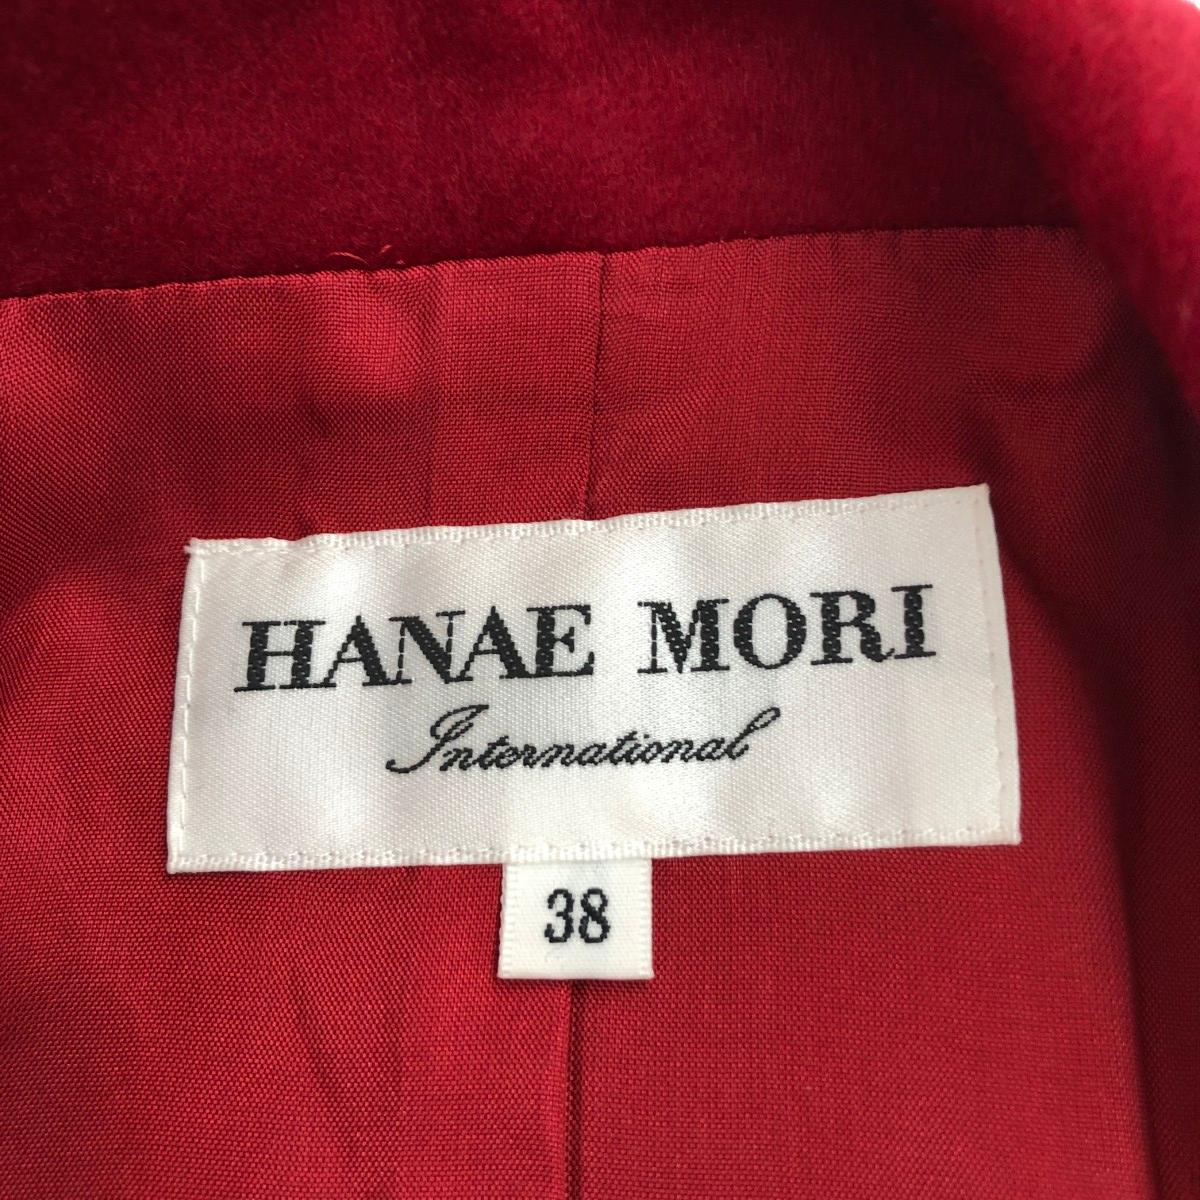 HANAE MORI
International
38